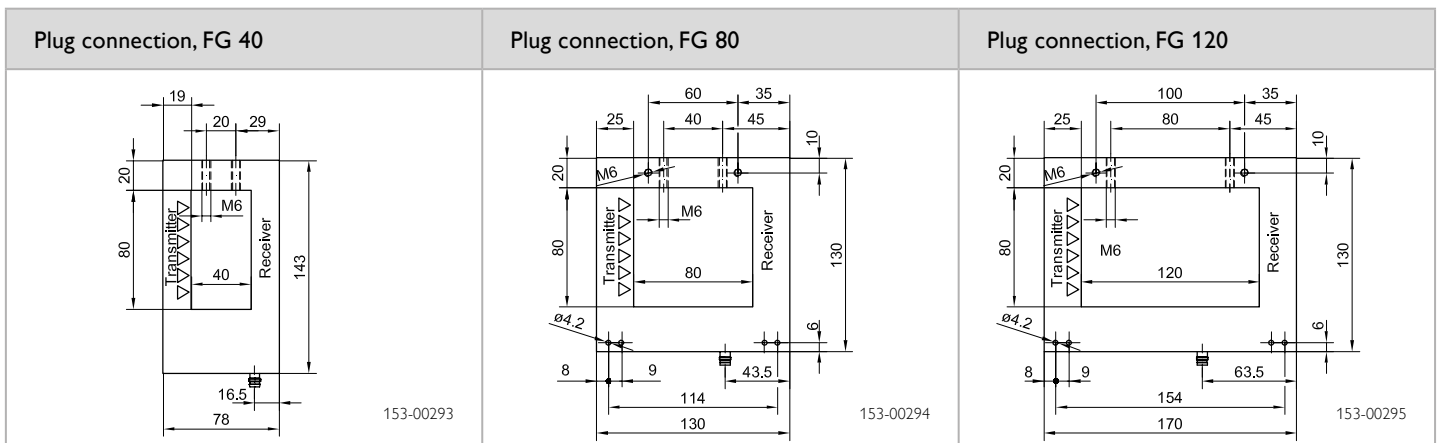 Plug connection, FG 40
Plug connection, FG 80
Plug connection, FG 120
19
20
29
20
M6
80
Transmitter
Receiver
143
40
16.5
78
153-00293
60
35
25
40
45
10
20
M6
M6
80
Transmitter
Receiver
130
80
ø4.2
6
8
9
43.5
114
130
153-00294
100
35
25
80
45
10
20
M6
M6
80
Transmitter
Receiver
130
120
ø4.2
6
8
9
63.5
154
170
153-00295